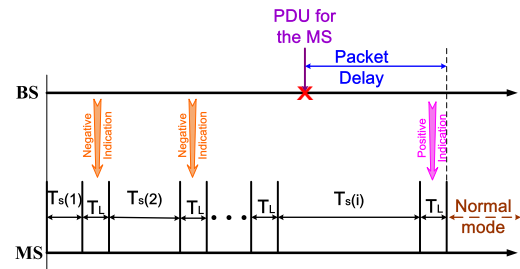 PDU for
the MS
Packet
Delay
BS
Negative
Indication
Negative
Indication
Positive
Indication
Ts(1)
TL
Ts(2)
TL
• • •
TL
Ts(i)
TL
Normal
mode
MS